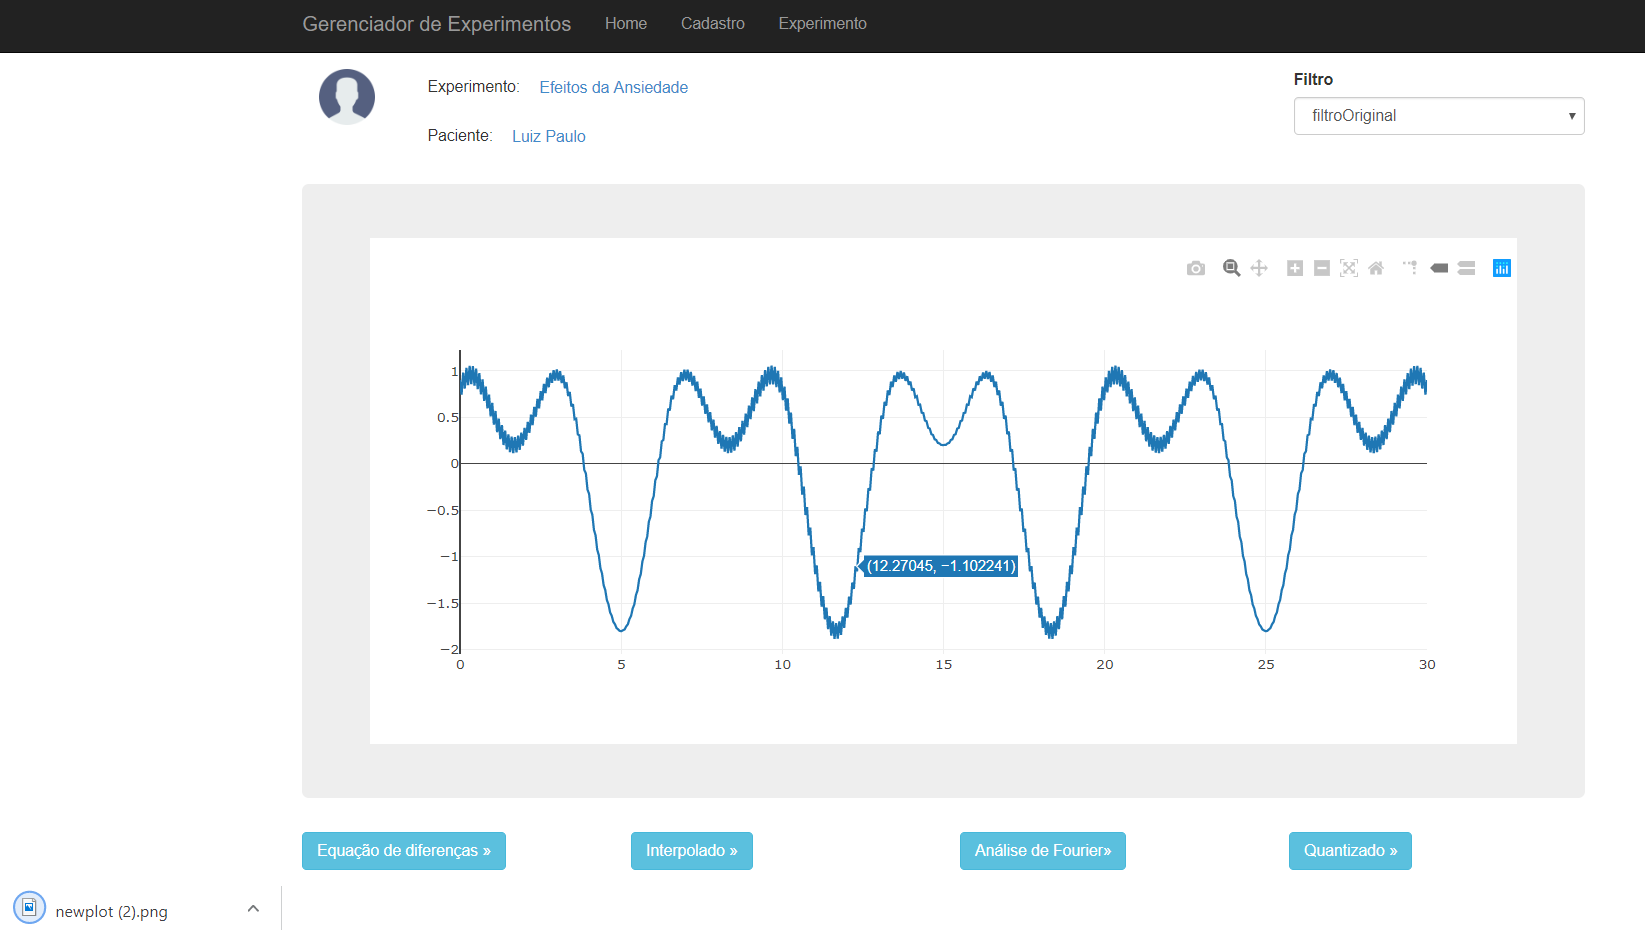 Gerenciador de Experimentos Home Cadastro Experimento
Experimento: Efeitos da Ansiedade
Filtro
filtroOriginal
Paciente: Luiz Paulo
1
0.5
0
−0.5
−1
(12.27045, −1.102241)
−1.5
−2
0 5 10 15 20 25 30
Equação de diferenças » Interpolado » Análise de Fourier» Quantizado »
newplot (2).png